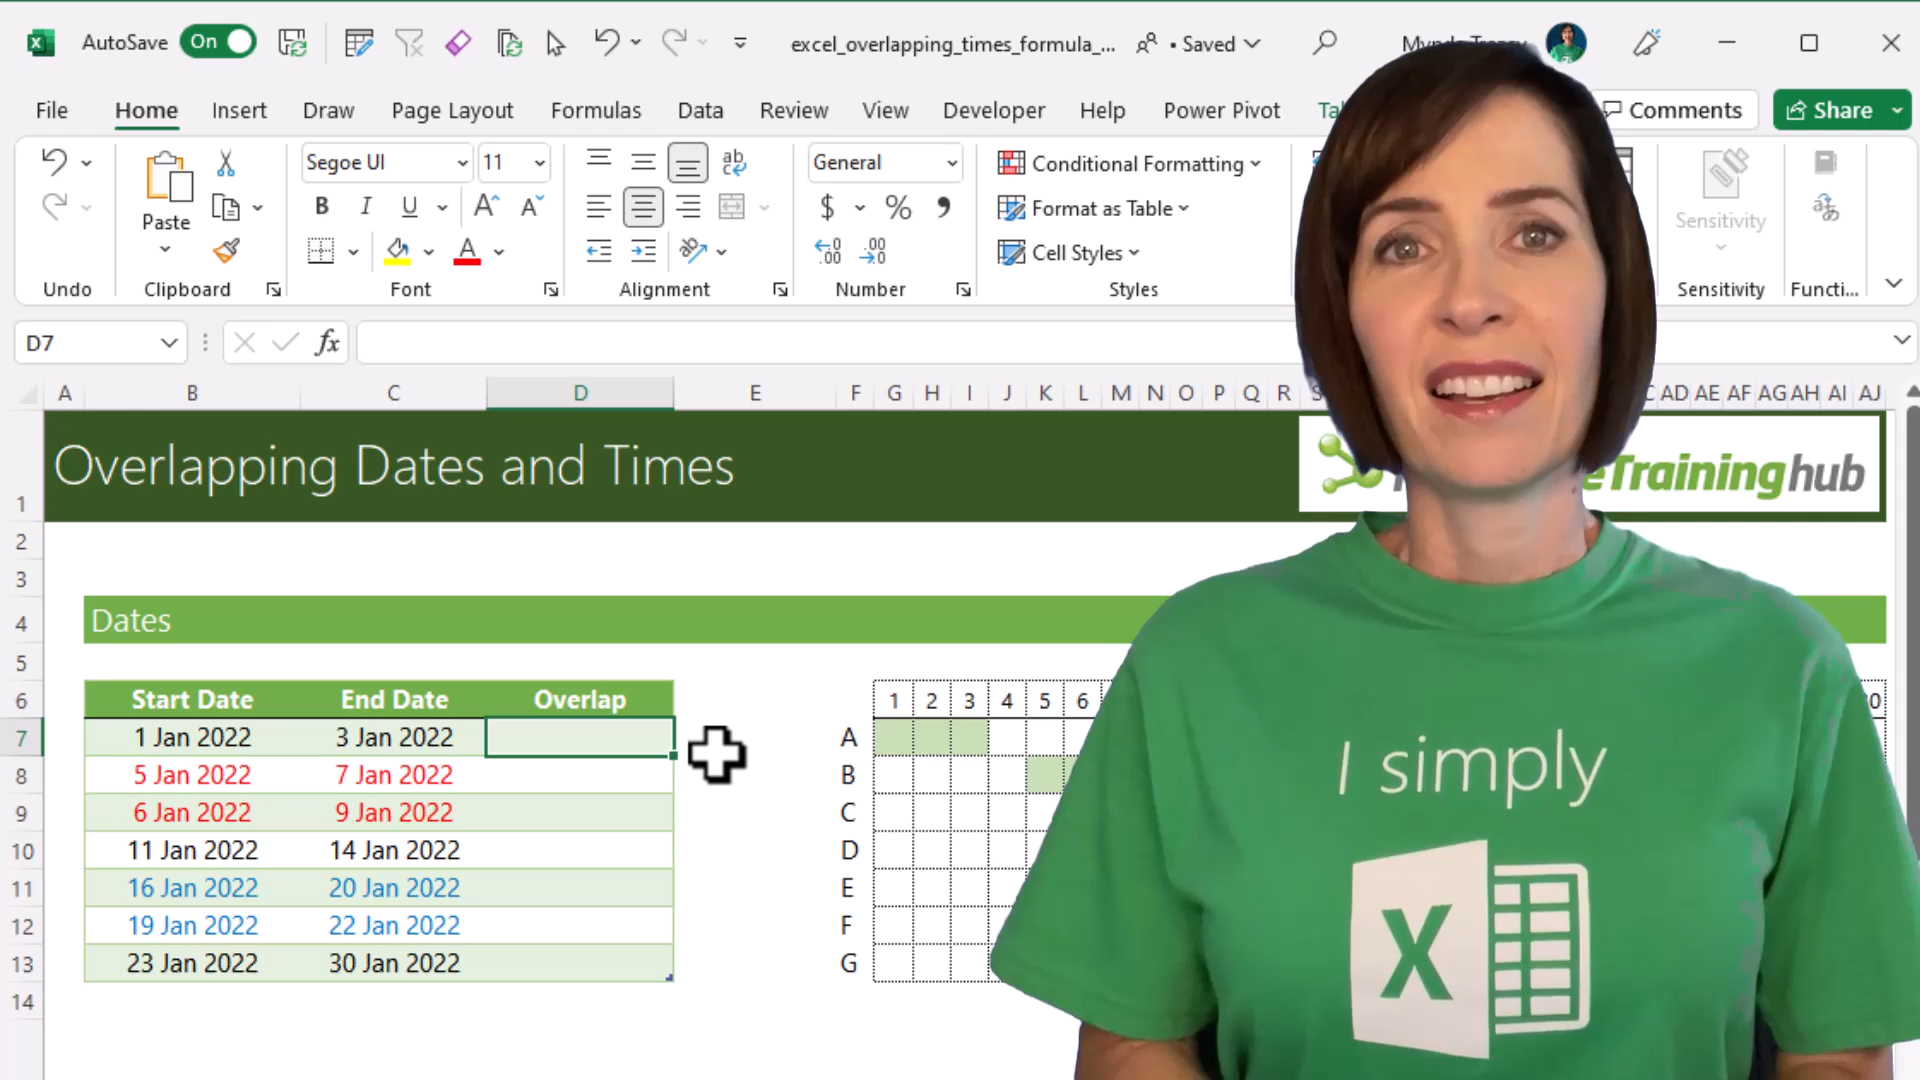 AutoSave On excel_overlapping_times_formula_... • Saved
File Home Insert Draw Page Layout Formulas Data Review View Developer Help Power Pivot Comments Share
Segoe UI 11 ab General Conditional Formatting
Paste B I U A A $ % Format as Table Sensitivity
A Cell Styles
Undo Clipboard Font Alignment Number Styles Sensitivity Functi...
D7 fx
A B C D E F G H I J K L M N O P Q R AD AE AF AG AH AI AJ
1 Overlapping Dates and Times eTraininghub
2
3
4 Dates
5
6 Start Date End Date Overlap 1 2 3 4 5 6
7 1 Jan 2022 3 Jan 2022 A
8 5 Jan 2022 7 Jan 2022 B
9 6 Jan 2022 9 Jan 2022 C
10 11 Jan 2022 14 Jan 2022 D
11 16 Jan 2022 20 Jan 2022 E
12 19 Jan 2022 22 Jan 2022 F
13 23 Jan 2022 30 Jan 2022 G
14
I simply
X